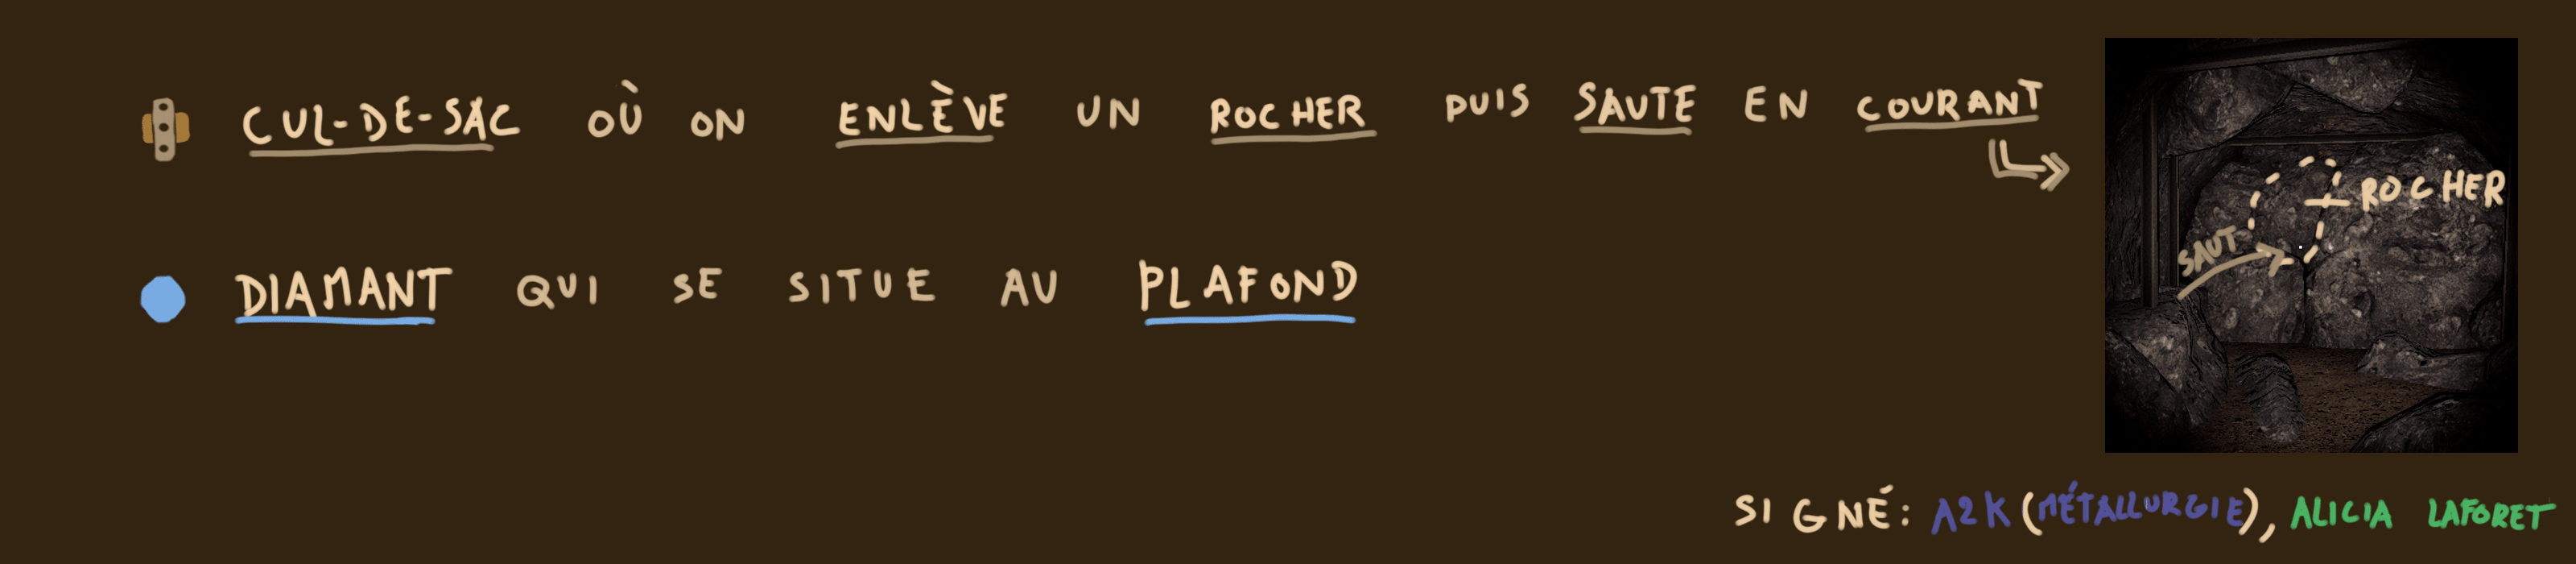 CUL-DE-SAC OÙ ON ENLÈVE UN ROCHER PUIS SAUTE EN COURANT
ROCHER
SAUT
DIAMANT QUI SE SITUE AU PLAFOND
SIGNÉ: A2K (MÉTALLURGIE), ALICIA LAFORET